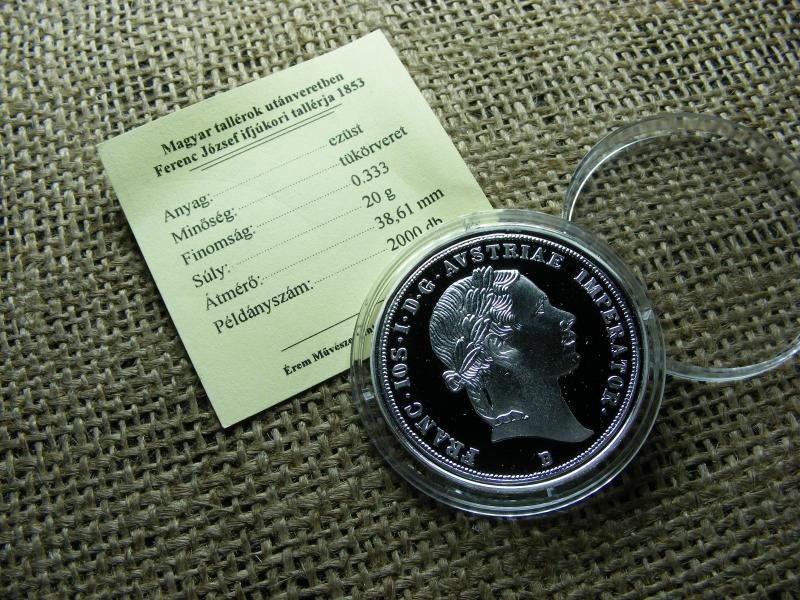 Magyar tallérok utánveretben
Ferenc József ifjúkori tallérja 1853
Anyag: ezüst
Minőség: tükörveret
Finomság: 0.333
Súly: 20 g
Átmérő: 38,61 mm
Példányszám: 2000 db
Érem
FRANC·IOS·I·D·G·AVSTRIAE IMPERATOR·
B